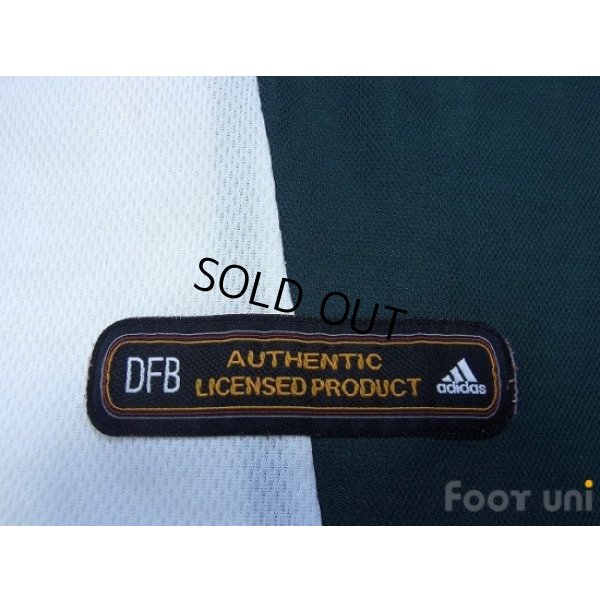 SOLD OUT
DFB
AUTHENTIC
LICENSED PRODUCT
adidas
FOOT UNI